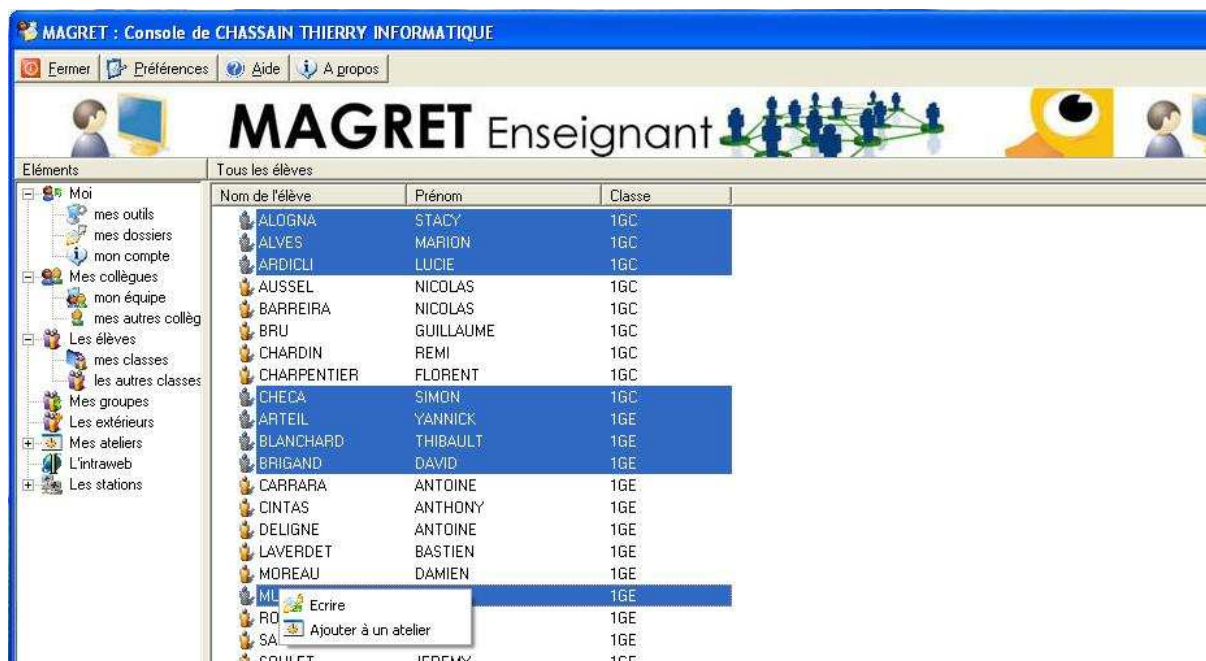 MAGRET : Console de CHASSAIN THIERRY INFORMATIQUE
Fermer Préférences Aide A propos
MAGRET Enseignant
Eléments
Tous les élèves
Moi
mes outils
mes dossiers
mon compte
Mes collègues
mon équipe
mes autres collèg
Les élèves
mes classes
les autres classes
Mes groupes
Les extérieurs
Mes ateliers
L'intraweb
Les stations
Nom de l'élève Prénom Classe
ALOGNA STACY 1GC
ALVES MARION 1GC
ARDICLI LUCIE 1GC
AUSSEL NICOLAS 1GC
BARREIRA NICOLAS 1GC
BRU GUILLAUME 1GC
CHARDIN REMI 1GC
CHARPENTIER FLORENT 1GC
CHECA SIMON 1GC
ARTEIL YANNICK 1GE
BLANCHARD THIBAULT 1GE
BRIGAND DAVID 1GE
CARRARA ANTOINE 1GE
CINTAS ANTHONY 1GE
DELIGNE ANTOINE 1GE
LAVERDET BASTIEN 1GE
MOREAU DAMIEN 1GE
MU 1GE
RO 1GE
SA 1GE
Ecrire
Ajouter à un atelier